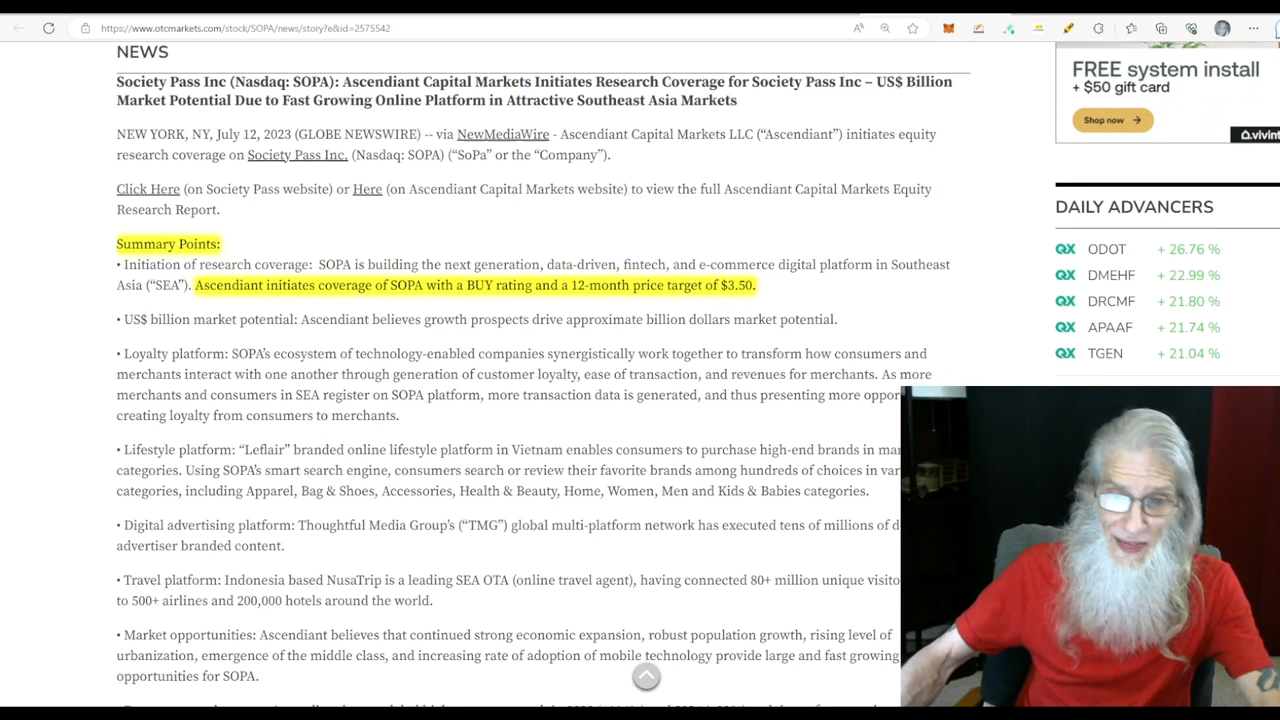 https://www.otcmarkets.com/stock/SOPA/news/story?e&id=2575542
NEWS
Society Pass Inc (Nasdaq: SOPA): Ascendiant Capital Markets Initiates Research Coverage for Society Pass Inc – US$ Billion
Market Potential Due to Fast Growing Online Platform in Attractive Southeast Asia Markets
NEW YORK, NY, July 12, 2023 (GLOBE NEWSWIRE) -- via NewMediaWire - Ascendiant Capital Markets LLC (“Ascendiant”) initiates equity
research coverage on Society Pass Inc. (Nasdaq: SOPA) (“SoPa” or the “Company”).
Click Here (on Society Pass website) or Here (on Ascendiant Capital Markets website) to view the full Ascendiant Capital Markets Equity
Research Report.
Summary Points:
• Initiation of research coverage: SOPA is building the next generation, data-driven, fintech, and e-commerce digital platform in Southeast
Asia (“SEA”). Ascendiant initiates coverage of SOPA with a BUY rating and a 12-month price target of $3.50.
• US$ billion market potential: Ascendiant believes growth prospects drive approximate billion dollars market potential.
• Loyalty platform: SOPA’s ecosystem of technology-enabled companies synergistically work together to transform how consumers and
merchants interact with one another through generation of customer loyalty, ease of transaction, and revenues for merchants. As more
merchants and consumers in SEA register on SOPA platform, more transaction data is generated, and thus presenting more oppor
creating loyalty from consumers to merchants.
• Lifestyle platform: “Leflair” branded online lifestyle platform in Vietnam enables consumers to purchase high-end brands in ma
categories. Using SOPA’s smart search engine, consumers search or review their favorite brands among hundreds of choices in var
categories, including Apparel, Bag & Shoes, Accessories, Health & Beauty, Home, Women, Men and Kids & Babies categories.
• Digital advertising platform: Thoughtful Media Group’s (“TMG”) global multi-platform network has executed tens of millions of d
advertiser branded content.
• Travel platform: Indonesia based NusaTrip is a leading SEA OTA (online travel agent), having connected 80+ million unique visito
to 500+ airlines and 200,000 hotels around the world.
• Market opportunities: Ascendiant believes that continued strong economic expansion, robust population growth, rising level of
urbanization, emergence of the middle class, and increasing rate of adoption of mobile technology provide large and fast growing
opportunities for SOPA.
FREE system install
+ $50 gift card
Shop now
vivint
DAILY ADVANCERS
QX ODOT + 26.76 %
QX DMEHF + 22.99 %
QX DRCMF + 21.80 %
QX APAAF + 21.74 %
QX TGEN + 21.04 %